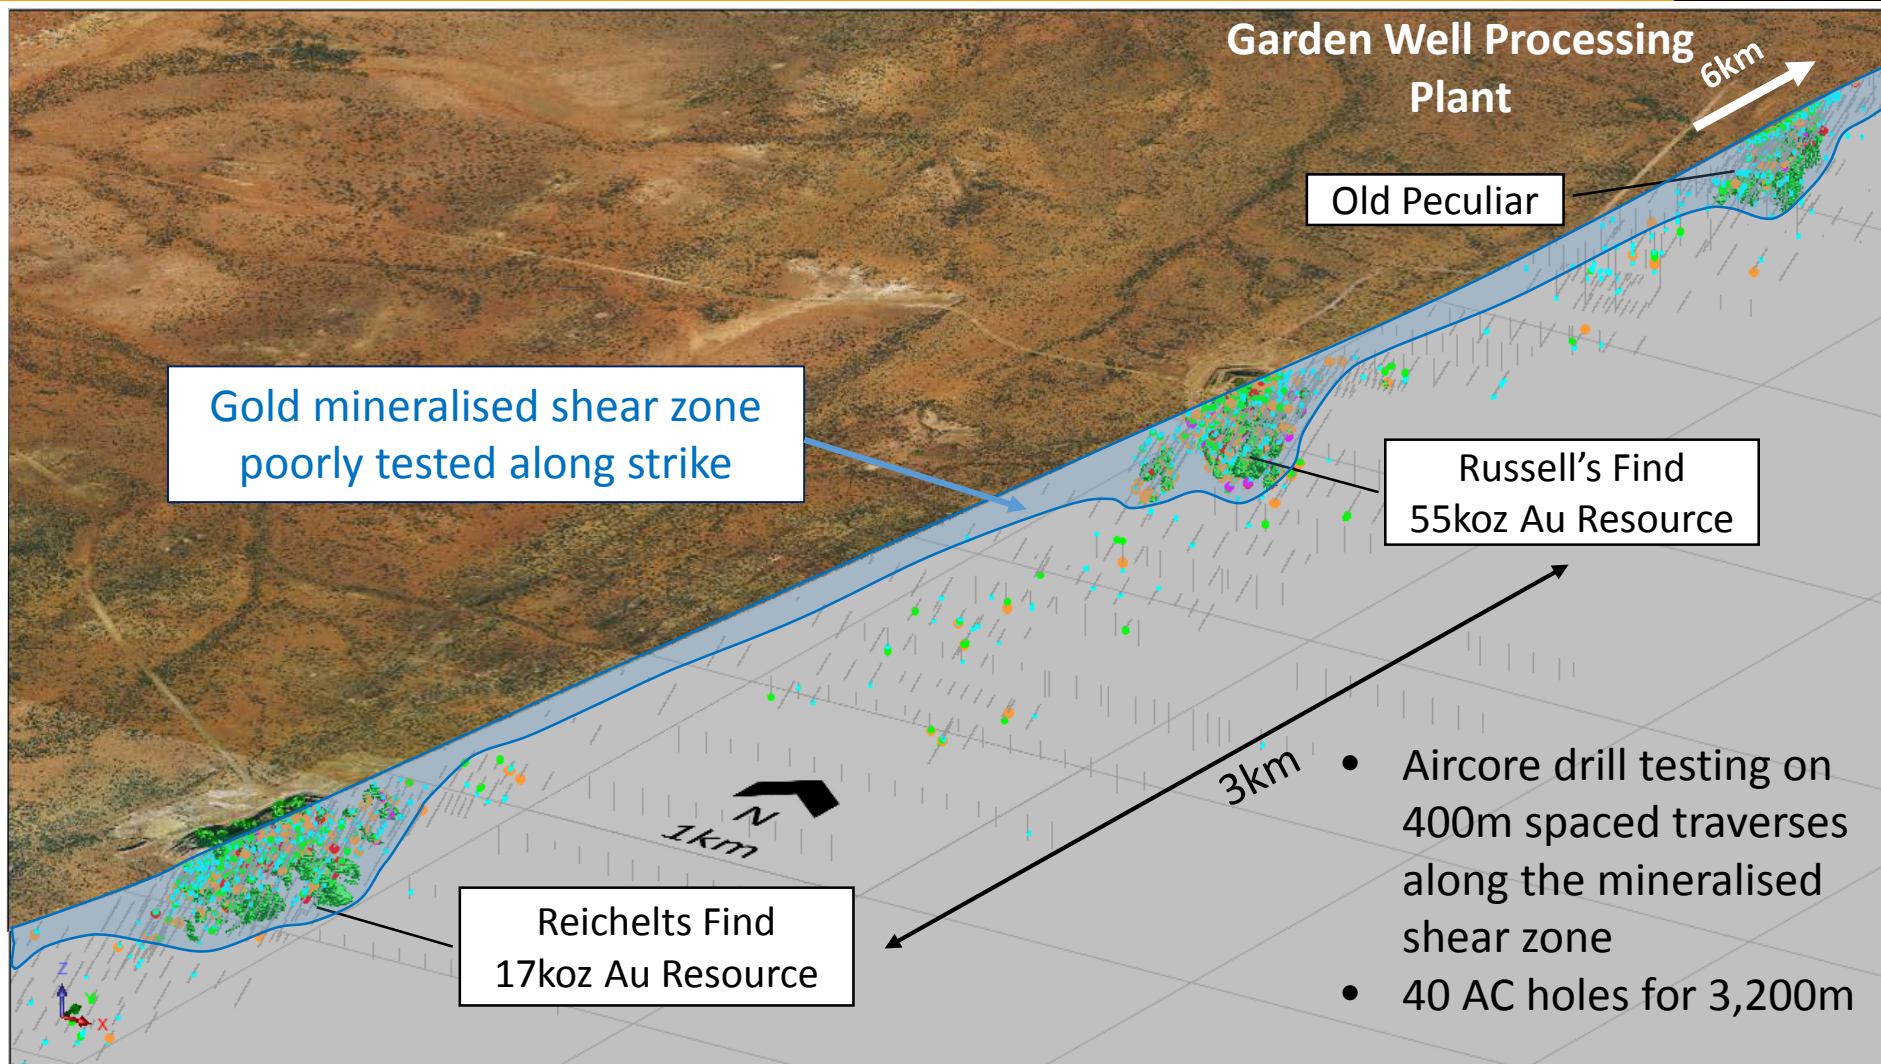 Garden Well Processing
Plant
6km
Old Peculiar
Gold mineralised shear zone
poorly tested along strike
Russell’s Find
55koz Au Resource
3km
N
1km
Reichelts Find
17koz Au Resource
• Aircore drill testing on
400m spaced traverses
along the mineralised
shear zone
• 40 AC holes for 3,200m
Z
Y
X